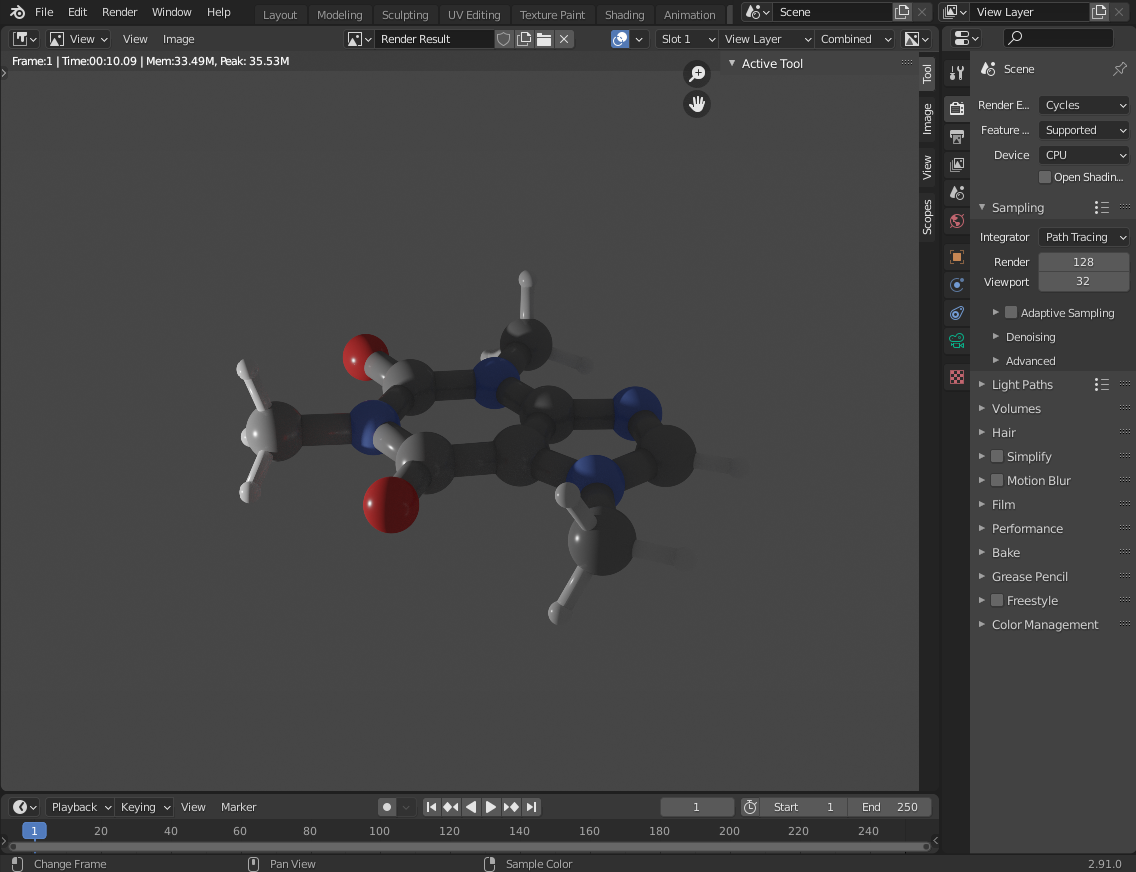 File Edit Render Window Help Layout Modeling Sculpting UV Editing Texture Paint Shading Animation Scene View Layer
View View Image Render Result Slot 1 View Layer Combined
Frame:1 | Time:00:10.09 | Mem:33.49M, Peak: 35.53M
Active Tool
Tool
Image
View
Scopes
Scene
Render E... Cycles
Feature ... Supported
Device CPU
Open Shadin...
Sampling
Integrator Path Tracing
Render 128
Viewport 32
Adaptive Sampling
Denoising
Advanced
Light Paths
Volumes
Hair
Simplify
Motion Blur
Film
Performance
Bake
Grease Pencil
Freestyle
Color Management
Playback Keying View Marker 1 Start 1 End 250
1 20 40 60 80 100 120 140 160 180 200 220 240
Change Frame Pan View Sample Color 2.91.0